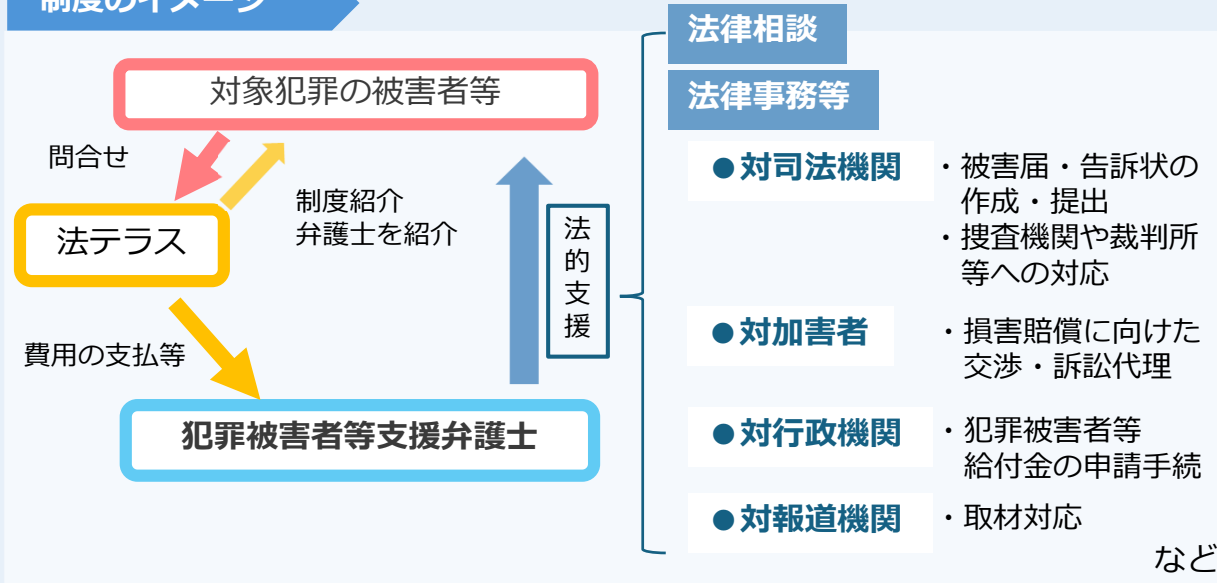 制度のイメージ
対象犯罪の被害者等
問合せ
制度紹介
弁護士を紹介
法テラス
費用の支払等
犯罪被害者等支援弁護士
法的支援
法律相談
法律事務等
●対司法機関
・被害届・告訴状の
作成・提出
・捜査機関や裁判所
等への対応
●対加害者
・損害賠償に向けた
交渉・訴訟代理
●対行政機関
・犯罪被害者等
給付金の申請手続
●対報道機関
・取材対応
など